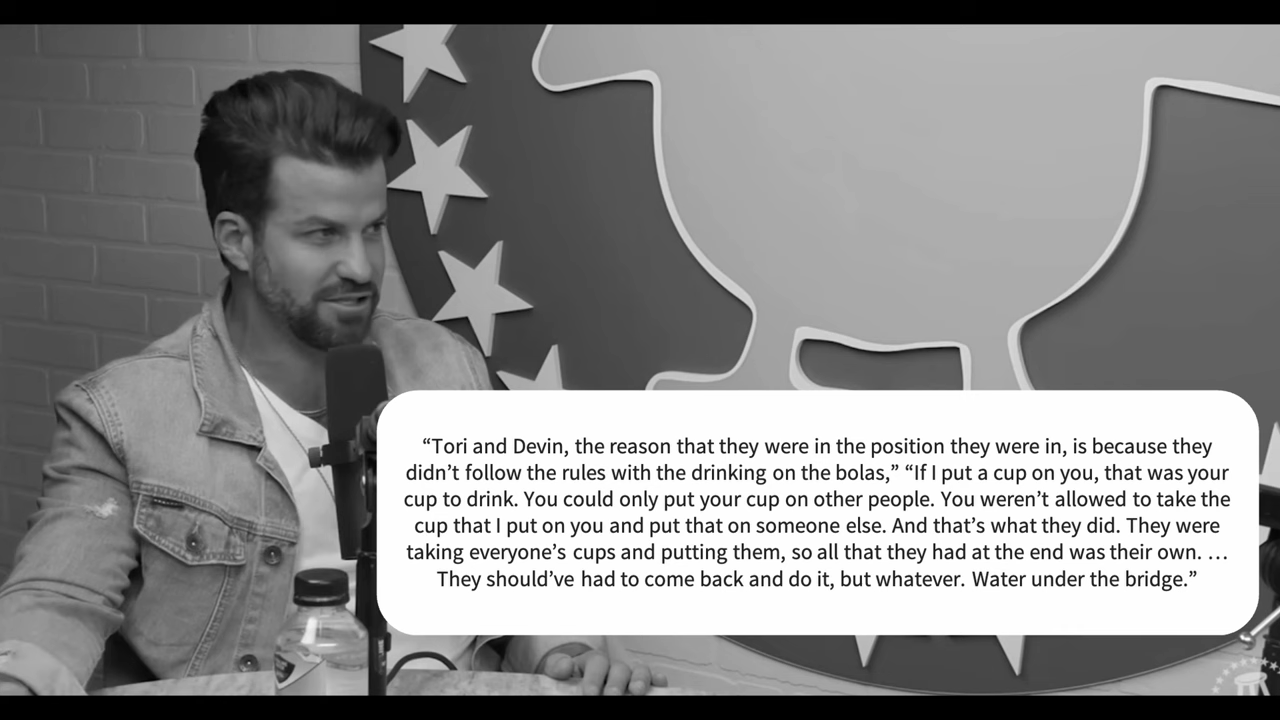 “Tori and Devin, the reason that they were in the position they were in, is because they
didn’t follow the rules with the drinking on the bolas,” “If I put a cup on you, that was your
cup to drink. You could only put your cup on other people. You weren’t allowed to take the
cup that I put on you and put that on someone else. And that’s what they did. They were
taking everyone’s cups and putting them, so all that they had at the end was their own. …
They should’ve had to come back and do it, but whatever. Water under the bridge.”